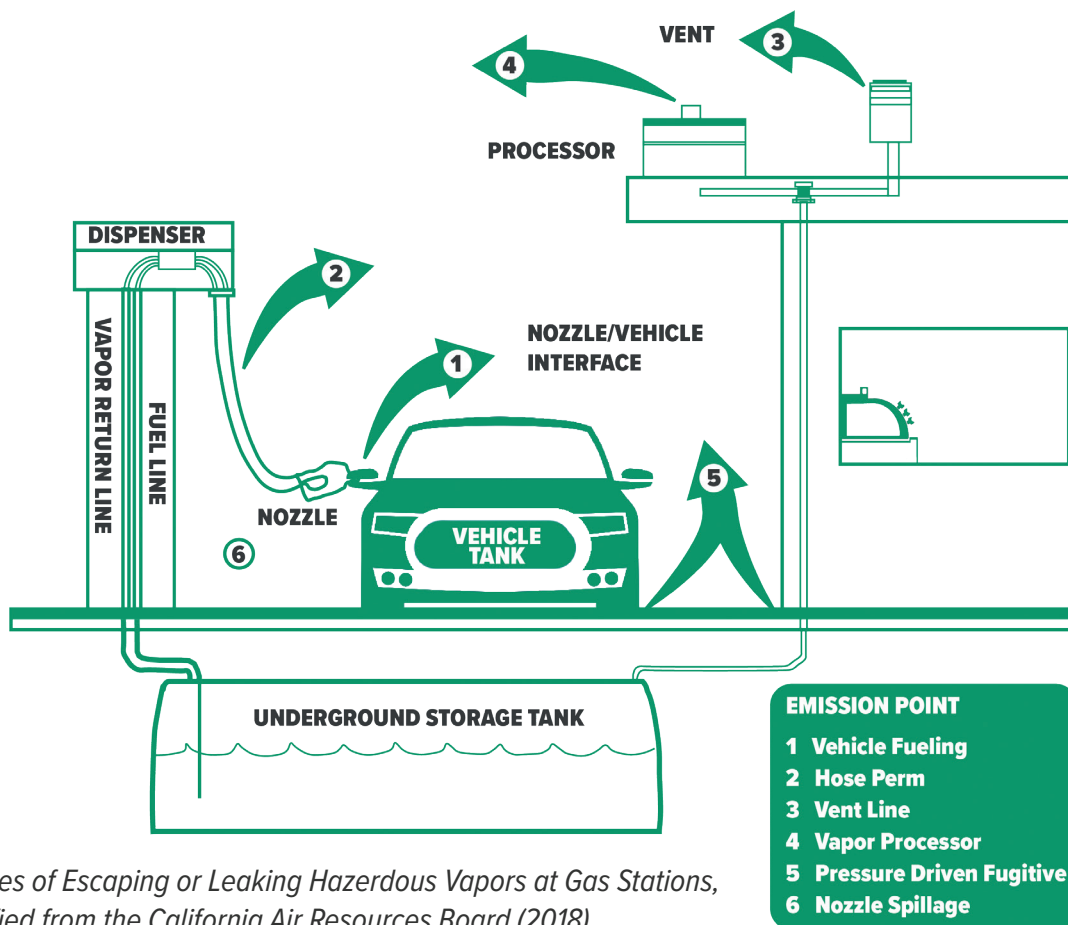 VENT
3
4
PROCESSOR
DISPENSER
2
VAPOR RETURN LINE
FUEL LINE
NOZZLE/VEHICLE
INTERFACE
1
NOZZLE
6
VEHICLE
TANK
5
UNDERGROUND STORAGE TANK
EMISSION POINT
1 Vehicle Fueling
2 Hose Perm
3 Vent Line
4 Vapor Processor
5 Pressure Driven Fugitive
6 Nozzle Spillage
es of Escaping or Leaking Hazerdous Vapors at Gas Stations,
ied from the California Air Resources Board (2018)